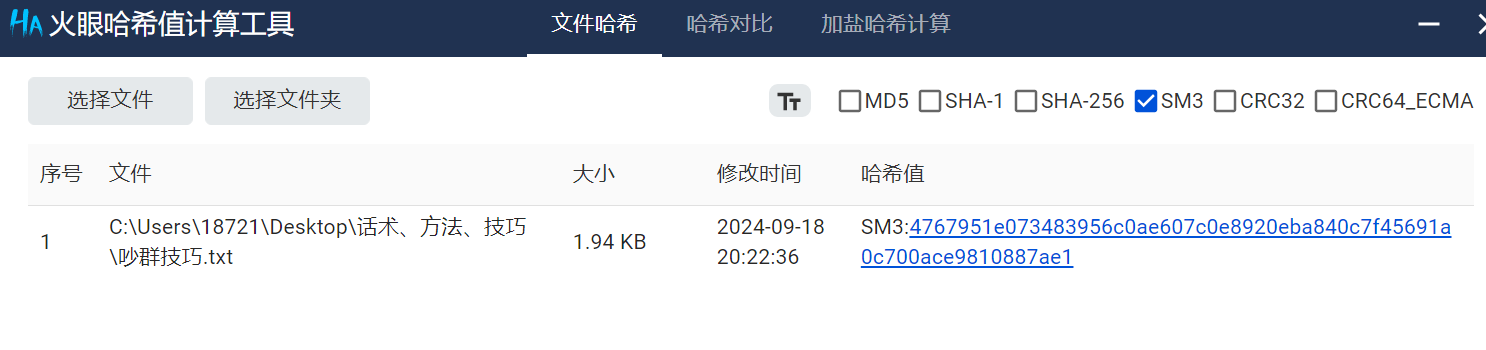 HA 火眼哈希值计算工具 文件哈希 哈希对比 加盐哈希计算
选择文件 选择文件夹 TT MD5 SHA-1 SHA-256 SM3 CRC32 CRC64_ECMA
序号 文件 大小 修改时间 哈希值
C:\Users\18721\Desktop\话术、方法、技巧 2024-09-18 SM3:4767951e073483956c0ae607c0e8920eba840c7f45691a
1 1.94 KB
\吵群技巧.txt 20:22:36 0c700ace9810887ae1